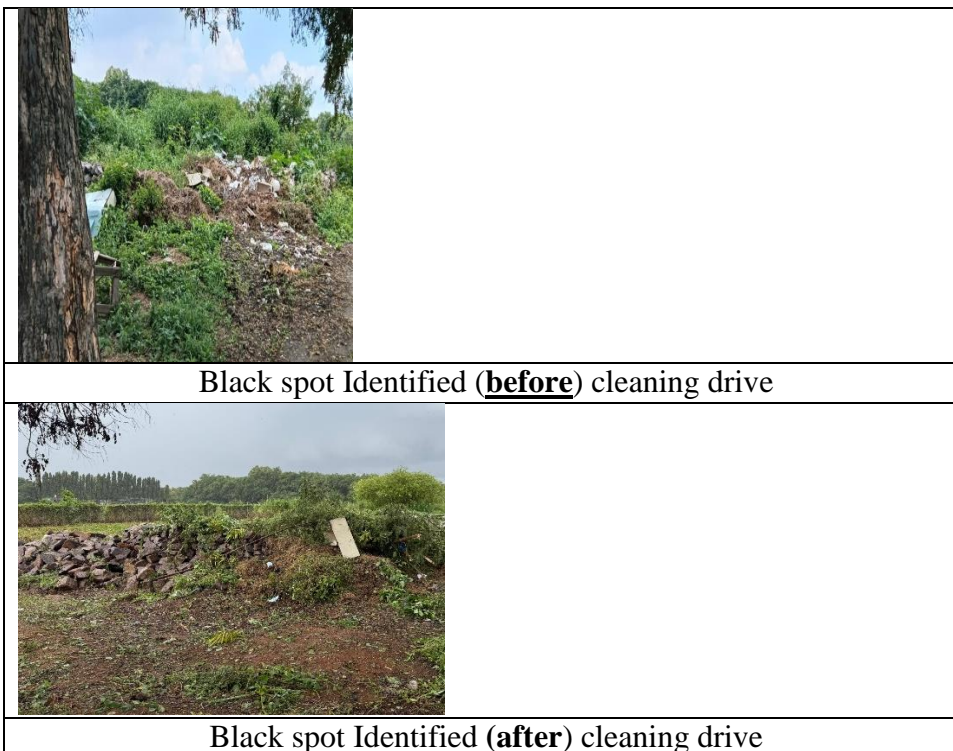 Black spot Identified (before) cleaning drive
Black spot Identified (after) cleaning drive